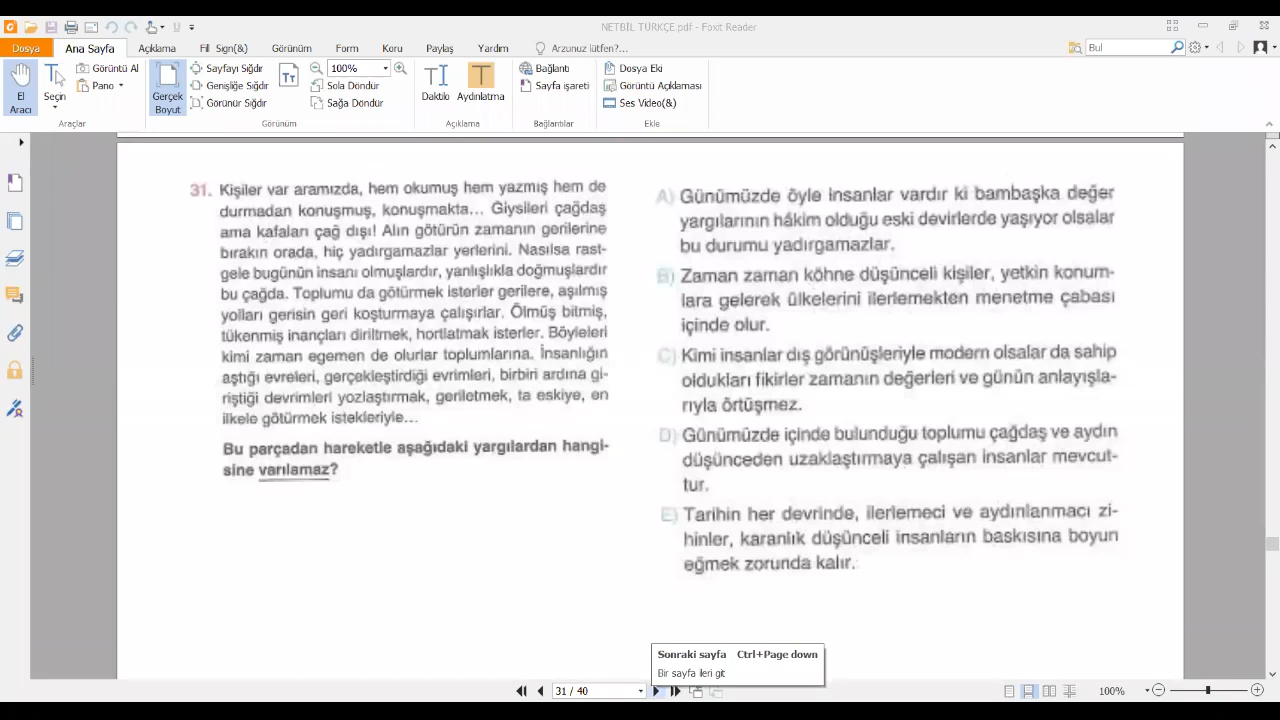 NETBİL TÜRKÇE.pdf - Foxit Reader
Dosya
Ana Sayfa
Açıklama
Fil
Sign(&)
Görünüm
Form
Koru
Paylaş
Yardım
Arzunuz lütfen?...
Bul
El Aracı
Seçin
Görüntü Al
Pano
Araçlar
Gerçek Boyut
Sayfayı Sığdır
Genişliğe Sığdır
Görünür Sığdır
100%
Sola Döndür
Sağa Döndür
Görünüm
Daktilo
Aydınlatma
Açıklama
Bağlantı
Sayfa işareti
Bağlantılar
Dosya Eki
Görüntü Açıklaması
Ses Video(&)
Ekle
31. Kişiler var aramızda, hem okumuş hem yazmış hem de
durmadan konuşmuş, konuşmakta... Giysileri çağdaş
ama kafaları çağ dışı! Alın götürün zamanın gerilerine
bırakın orada, hiç yadırgamazlar yerlerini. Nasılsa rast-
gele bugünün insanı olmuşlardır, yanlışlıkla doğmuşlardır
bu çağda. Toplumu da götürmek isterler gerilere, aşılmış
yolları gerisin geri koşturmaya çalışırlar. Ölmüş bitmiş,
tükenmiş inançları diriltmek, hortlatmak isterler. Böyleleri
kimi zaman egemen de olurlar toplumlarına. İnsanlığın
aştığı evreleri, gerçekleştirdiği evrimleri, birbiri ardına gi-
riştiği devrimleri yozlaştırmak, geriletmek, ta eskiye, en
ilkele götürmek istekleriyle...
Bu parçadan hareketle aşağıdaki yargılardan hangi-
sine varılamaz?
A) Günümüzde öyle insanlar vardır ki bambaşka değer
yargılarının hâkim olduğu eski devirlerde yaşıyor olsalar
bu durumu yadırgamazlar.
B) Zaman zaman köhne düşünceli kişiler, yetkin konum-
lara gelerek ülkelerini ilerlemekten menetme çabası
içinde olur.
C) Kimi insanlar dış görünüşleriyle modern olsalar da sahip
oldukları fikirler zamanın değerleri ve günün anlayışla-
rıyla örtüşmez.
D) Günümüzde içinde bulunduğu toplumu çağdaş ve aydın
düşünceden uzaklaştırmaya çalışan insanlar mevcut-
tur.
E) Tarihin her devrinde, ilerlemeci ve aydınlanmacı zi-
hinler, karanlık düşünceli insanların baskısına boyun
eğmek zorunda kalır.
Sonraki sayfa Ctrl+Page down
Bir sayfa ileri git
31 / 40
100%